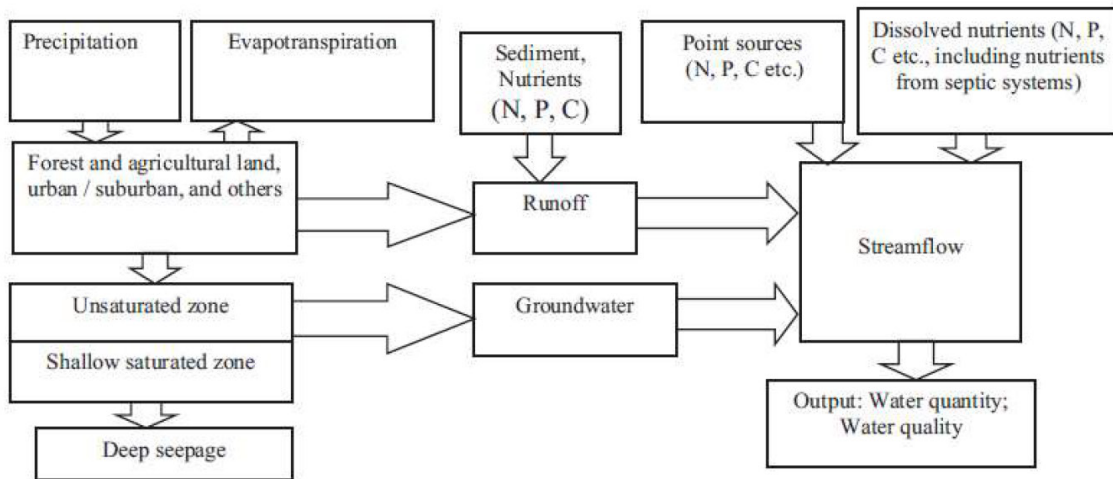 Precipitation
Evapotranspiration
Sediment,
Nutrients
(N, P, C)
Point sources
(N, P, C etc.)
Dissolved nutrients (N, P,
C etc., including nutrients
from septic systems)
Forest and agricultural land,
urban / suburban, and others
Runoff
Streamflow
Unsaturated zone
Groundwater
Shallow saturated zone
Output: Water quantity;
Water quality
Deep seepage